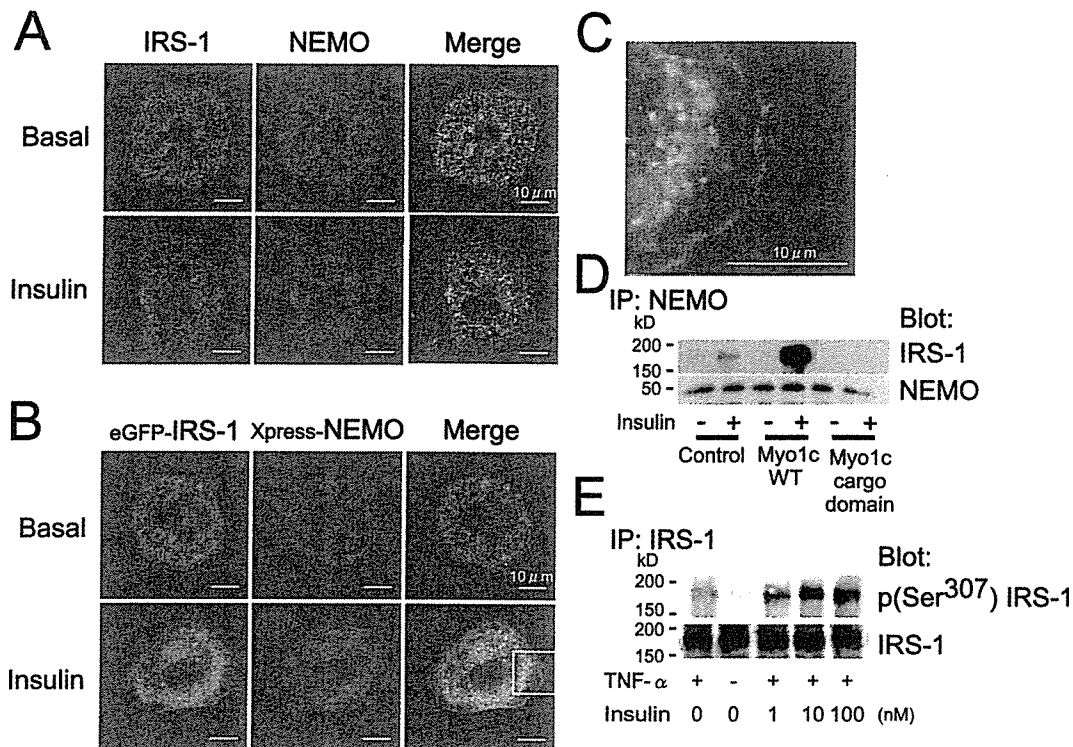 A
IRS-1 NEMO Merge
Basal
10 μm
Insulin
B
eGFP-IRS-1 Xpress-NEMO Merge
Basal
10 μm
Insulin
C
10 μm
D
IP: NEMO
kD
Blot:
200
IRS-1
150
50
NEMO
Insulin - + - + - +
Control Myo1c WT Myo1c cargo domain
E
IP: IRS-1
kD
Blot:
200
p(Ser307) IRS-1
150
200
IRS-1
150
TNF-α + - + + +
Insulin 0 0 1 10 100 (nM)